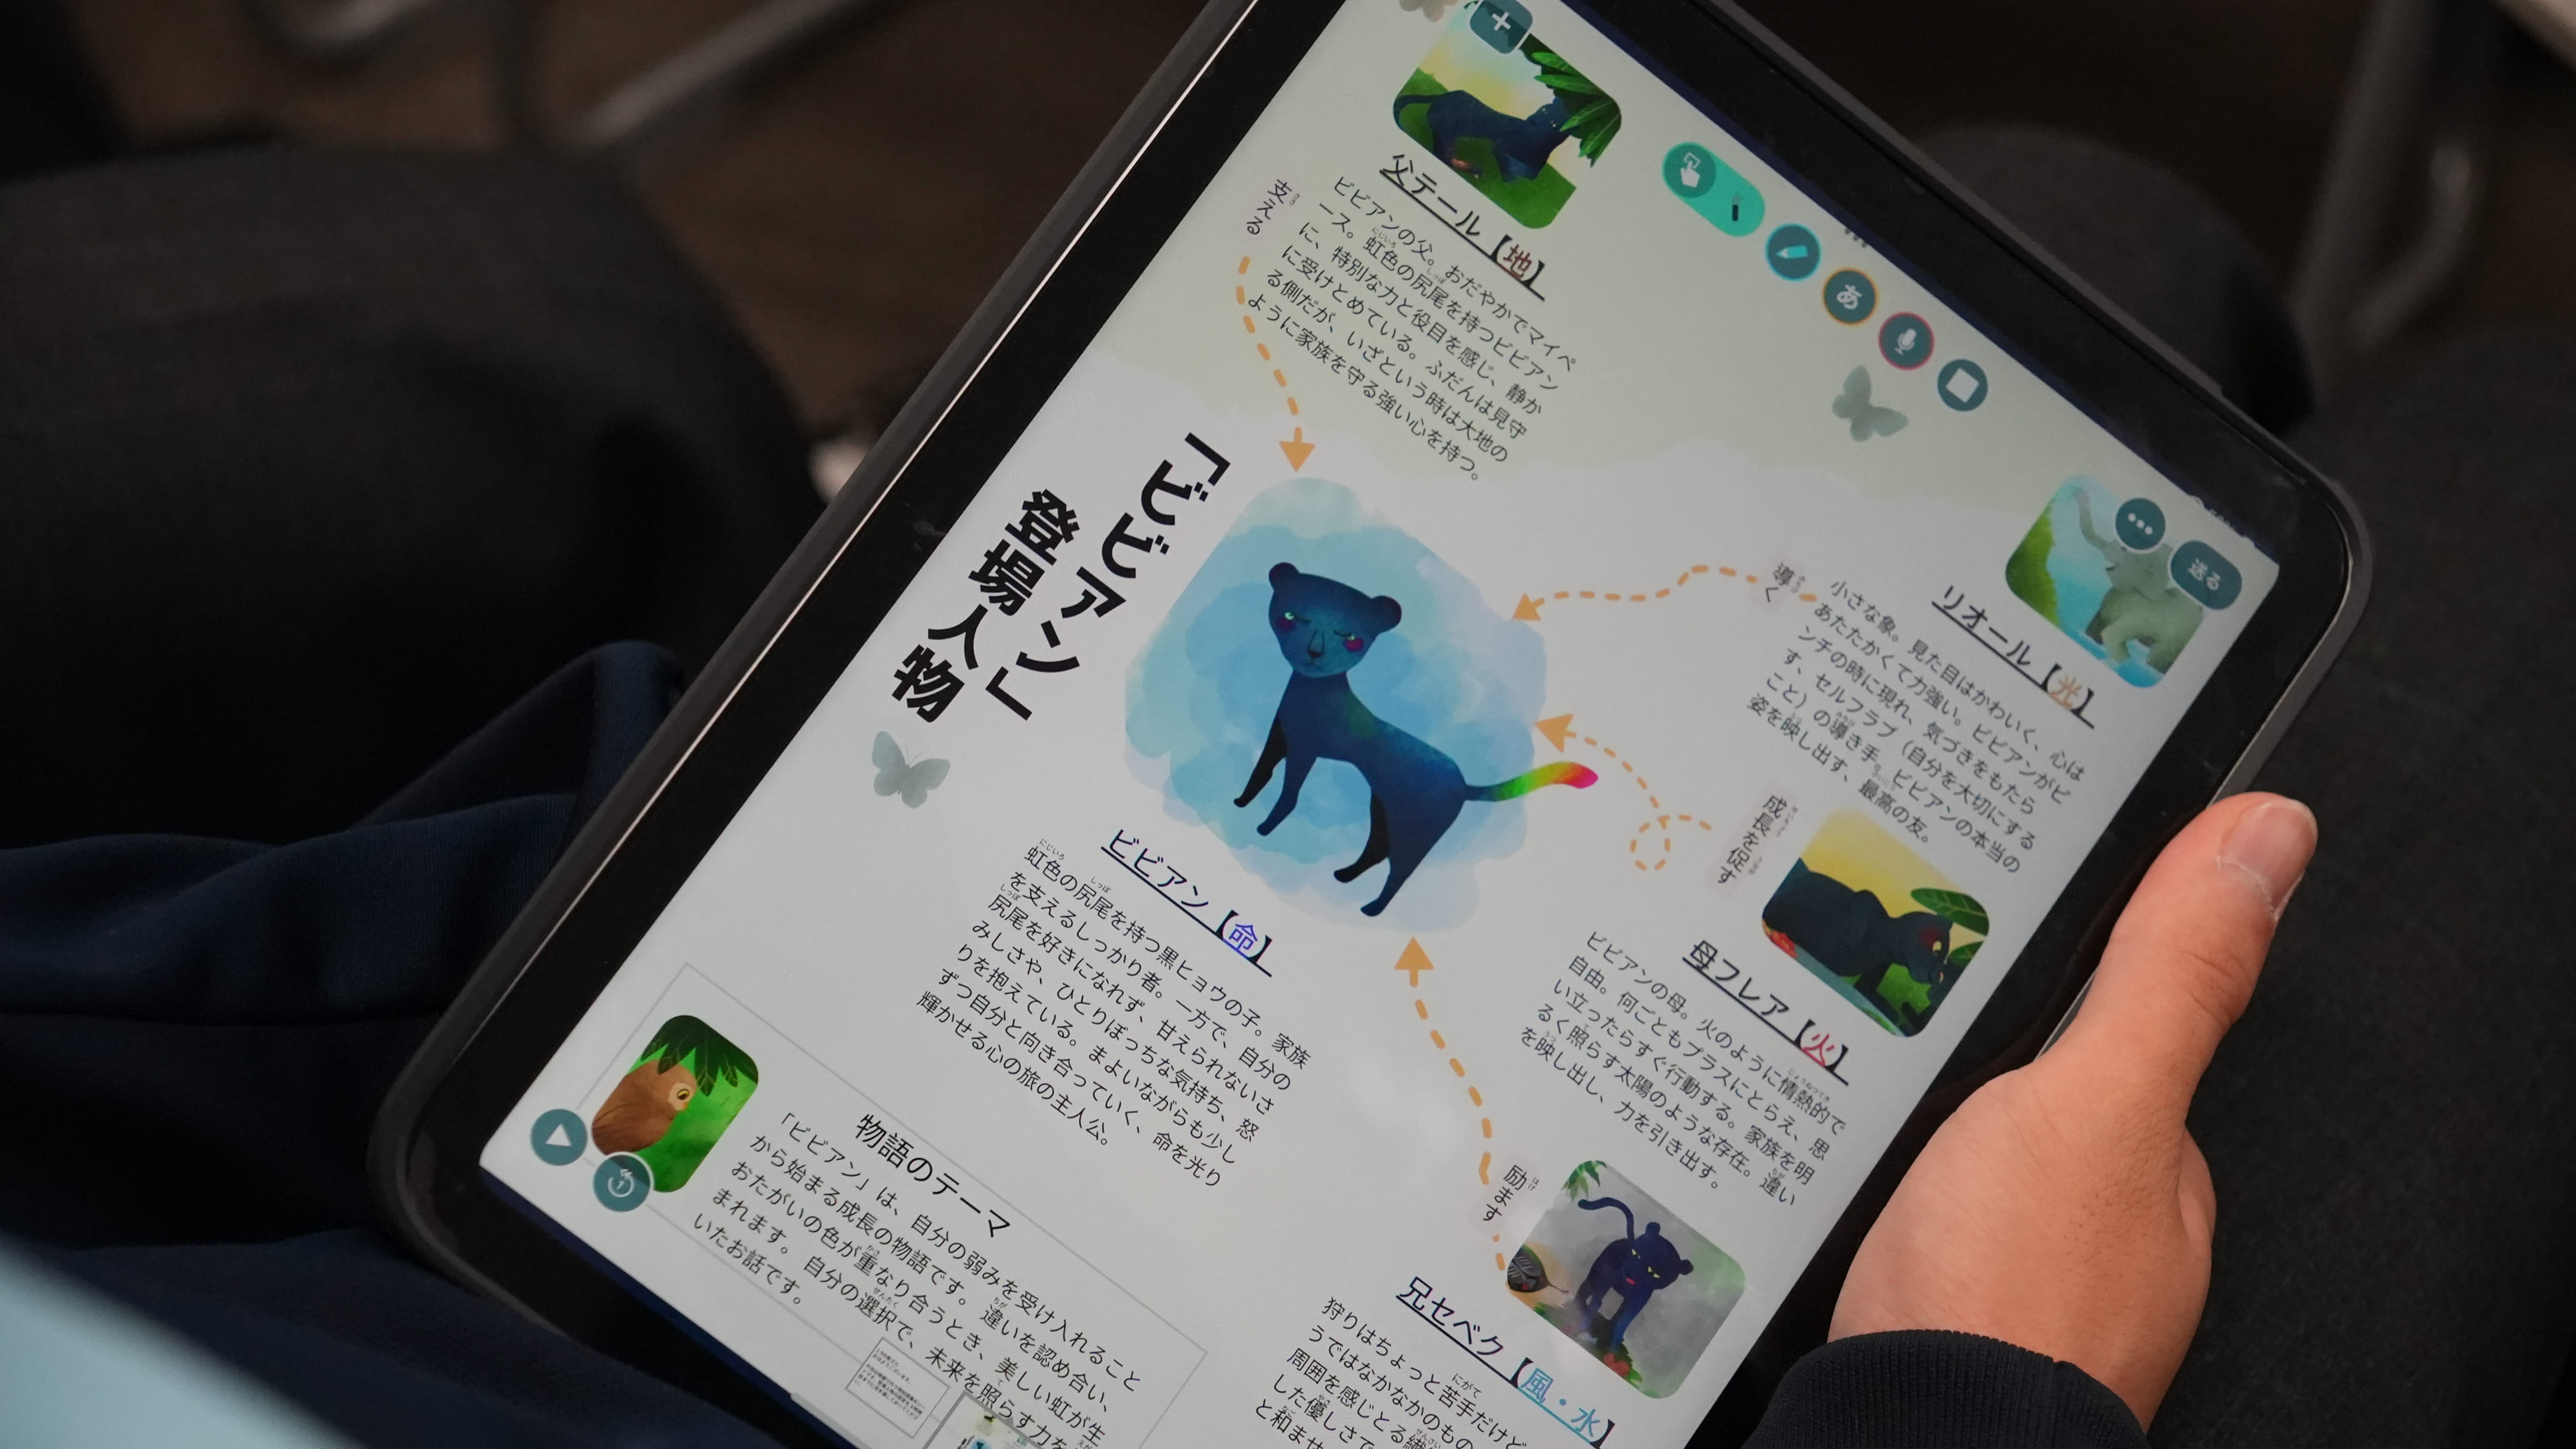 「ビビアン」
登場人物
父テール【地】
ビビアンの父。おだやかでマイペ
ース。虹色の尻尾を持つビビアン
に、特別な力と役目を感じ、静か
に受けとめている。ふだんは見守
る側だが、いざという時は大地の
ように家族を守る強い心を持つ。
支える
あ
送る
リオール【光】
小さな象。見た目はかわいく、心は
あたたかくて力強い。ビビアンがピ
ンチの時に現れ、気づきをもたら
す、セルフラブ（自分を大切にする
こと）の導き手。ビビアンの本当の
姿を映し出す、最高の友。
導く
ビビアン【命】
虹色の尻尾を持つ黒ヒョウの子。家族
を支えるしっかり者。一方で、自分の
尻尾を好きになれず、甘えられないさ
みしさや、ひとりぼっちな気持ち、怒
りを抱えている。まよいながらも少し
ずつ自分と向き合っていく、命を光り
輝かせる心の旅の主人公。
成長を促す
母フレア【火】
ビビアンの母。火のように情熱的で
自由。何ごともプラスにとらえ、思
い立ったらすぐ行動する。家族を明
るく照らす太陽のような存在。違い
を映し出し、力を引き出す。
励ます
兄セベク【風・水】
狩りはちょっと苦手だけど
うではなかなかのもの
周囲を感じとる繊
した優しさで
と和ませ
物語のテーマ
「ビビアン」は、自分の弱みを受け入れること
から始まる成長の物語です。違いを認め合い、
おたがいの色が重なり合うとき、美しい虹が生
まれます。自分の選択で、未来を照らす力を
いたお話です。